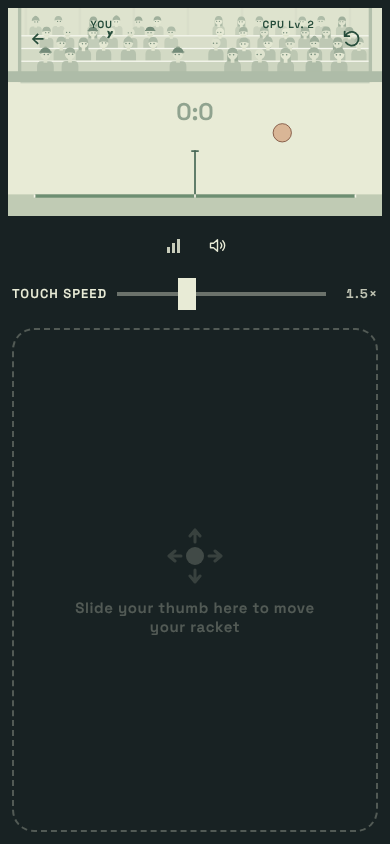 YOU
CPU Lv. 2
0:0
TOUCH SPEED
1.5×
Slide your thumb here to move
your racket